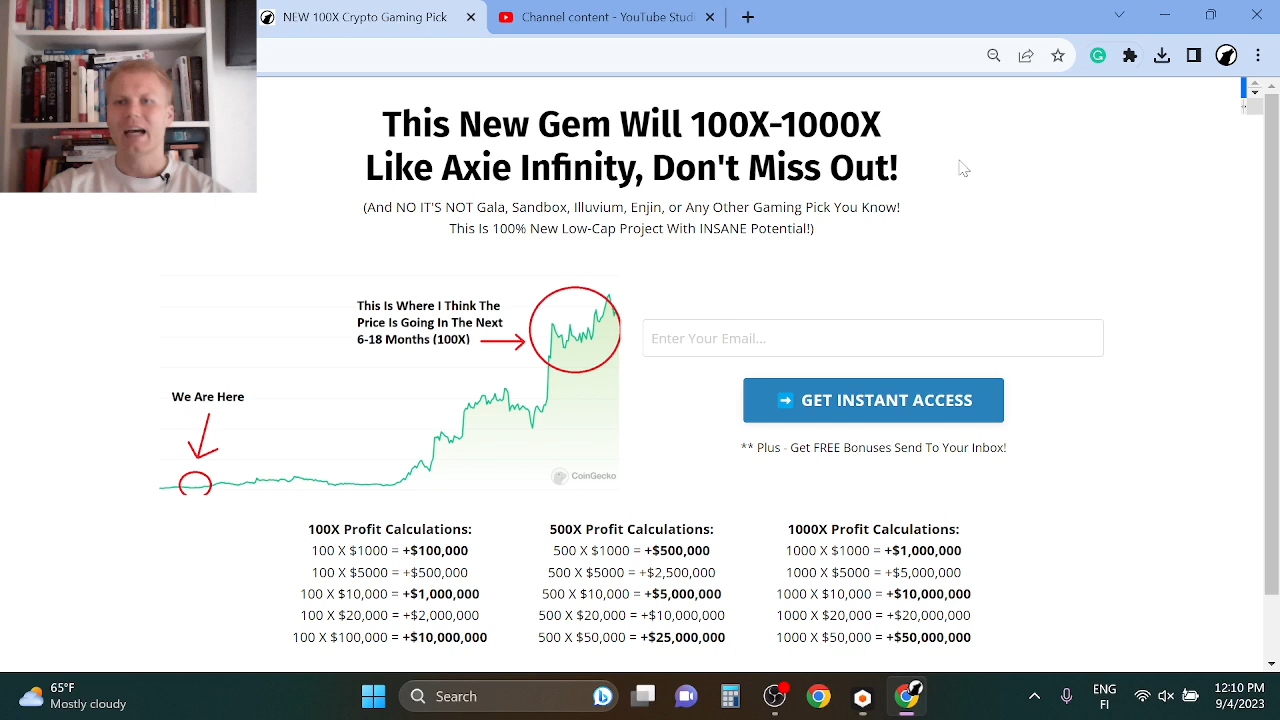 NEW 100X Crypto Gaming Pick
Channel content - YouTube Studi
This New Gem Will 100X-1000X
Like Axie Infinity, Don't Miss Out!
(And NO IT'S NOT Gala, Sandbox, Illuvium, Enjin, or Any Other Gaming Pick You Know!
This Is 100% New Low-Cap Project With INSANE Potential!)
This Is Where I Think The
Price Is Going In The Next
6-18 Months (100X)
We Are Here
CoinGecko
Enter Your Email...
GET INSTANT ACCESS
** Plus - Get FREE Bonuses Send To Your Inbox!
100X Profit Calculations:
100 X $1000 = +$100,000
100 X $5000 = +$500,000
100 X $10,000 = +$1,000,000
100 X $20,000 = +$2,000,000
100 X $100,000 = +$10,000,000
500X Profit Calculations:
500 X $1000 = +$500,000
500 X $5000 = +$2,500,000
500 X $10,000 = +$5,000,000
500 X $20,000 = +$10,000,000
500 X $50,000 = +$25,000,000
1000X Profit Calculations:
1000 X $1000 = +$1,000,000
1000 X $5000 = +$5,000,000
1000 X $10,000 = +$10,000,000
1000 X $20,000 = +$20,000,000
1000 X $50,000 = +$50,000,000
65°F
Mostly cloudy
Search
ENG
FI
12:10 PM
9/4/2023
EDISON